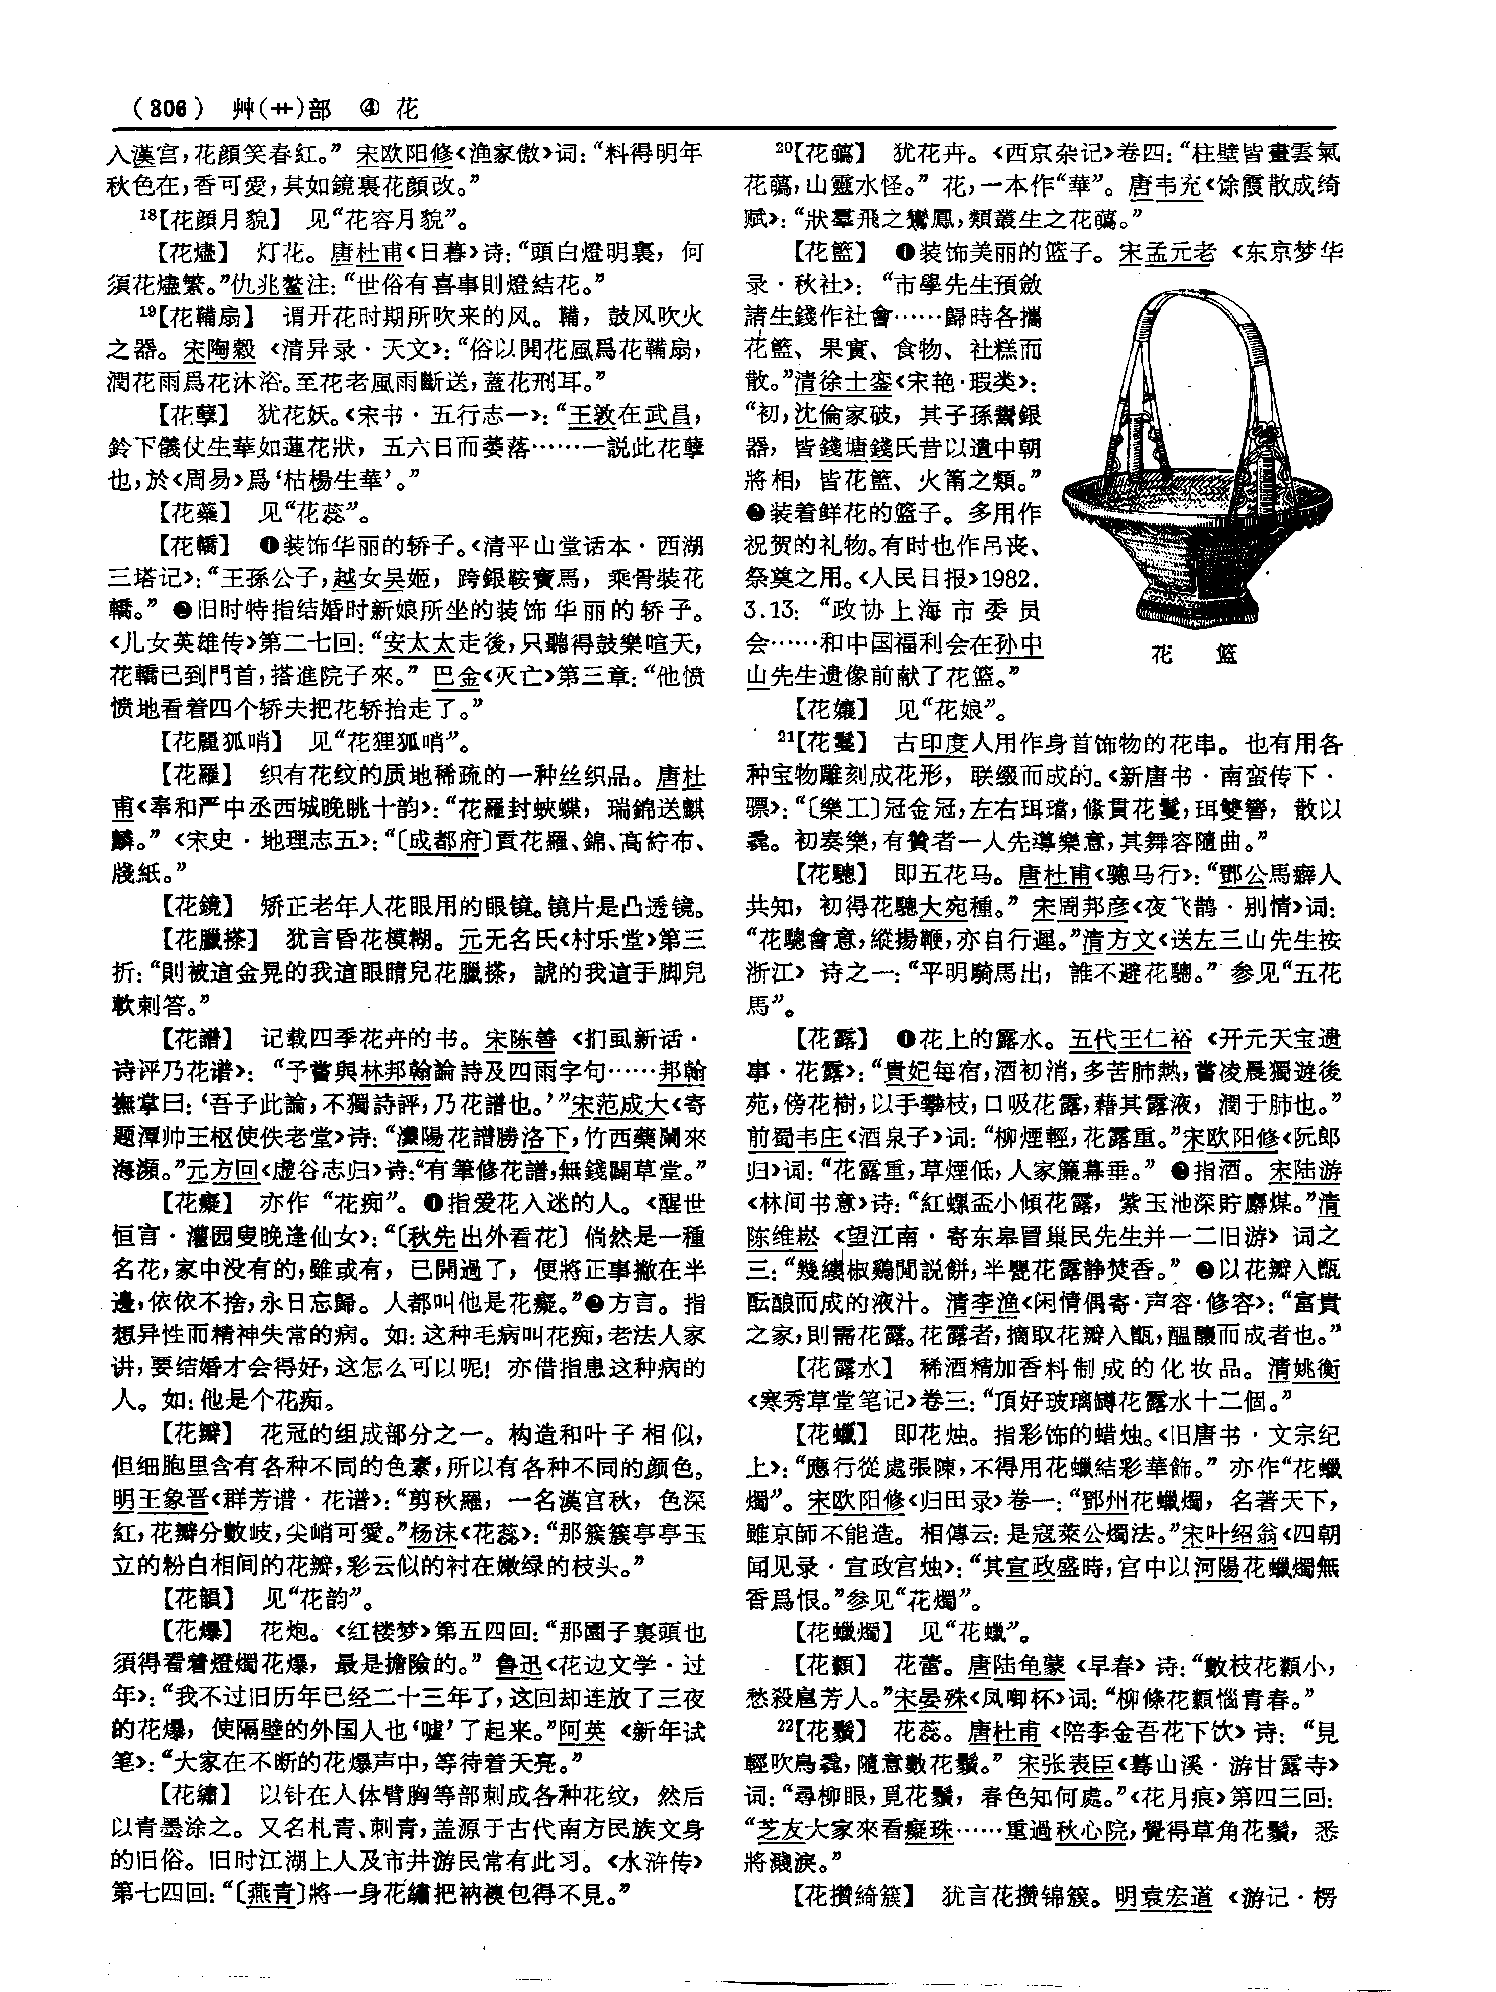 （306） 艸(艹)部 ④ 花
入漢宫，花顔笑春紅。” 宋欧阳修《渔家傲》词：“料得明年
秋色在，香可愛，其如鏡裏花顔改。”
18【花顔月貌】 见“花容月貌”。
【花燼】 灯花。唐杜甫《日暮》诗：“頭白燈明裏，何
須花燼繁。”仇兆鳌注：“世俗有喜事則燈結花。”
19【花鞴扇】 谓开花时期所吹来的风。鞴，鼓风吹火
之器。宋陶穀《清异录·天文》：“俗以開花風爲花鞴扇，
潤花雨爲花沐浴。至花老風雨斷送，蓋花刑耳。”
【花孽】 犹花妖。《宋书·五行志一》：“王敦在武昌，
鈴下儀仗生華如蓮花狀，五六日而萎落……一説此花孽
也，於《周易》爲‘枯楊生華’。”
【花蘂】 见“花蕊”。
【花轎】 ❶装饰华丽的轿子。《清平山堂话本·西湖
三塔记》：“王孫公子，越女吴姬，跨銀鞍寳馬，乘骨裝花
轎。” ❷旧时特指结婚时新娘所坐的装饰华丽的轿子。
《儿女英雄传》第二七回：“安太太走後，只聽得鼓樂喧天，
花轎已到門首，搭進院子來。” 巴金《灭亡》第三章：“他愤
愤地看着四个轿夫把花轿抬走了。”
【花麗狐哨】 见“花狸狐哨”。
【花羅】 织有花纹的质地稀疏的一种丝织品。唐杜
甫《奉和严中丞西城晚眺十韵》：“花羅封蛺蝶，瑞錦送麒
麟。” 《宋史·地理志五》：“〔成都府〕貢花羅、錦、高紵布、
牋紙。”
【花鏡】 矫正老年人花眼用的眼镜。镜片是凸透镜。
【花臘搽】 犹言昏花模糊。元无名氏《村乐堂》第三
折：“則被這金晃的我這眼睛兒花臘搽，諕的我這手脚兒
軟剌答。”
【花譜】 记载四季花卉的书。宋陈善《扪虱新话·
诗评乃花谱》：“予嘗與林邦翰論詩及四雨字句……邦翰
撫掌曰：‘吾子此論，不獨詩評，乃花譜也。’”宋范成大《寄
题潭帅王枢使佚老堂》诗：“灋陽花譜勝洛下，竹西藥闌來
海瀕。”元方回《虚谷志归》诗：“有筆修花譜，無錢闢草堂。”
【花癡】 亦作“花痴”。❶指爱花入迷的人。《醒世
恒言·灌园叟晚逢仙女》：“〔秋先出外看花〕倘然是一種
名花，家中没有的，雖或有，已開過了，便將正事撇在半
邊，依依不捨，永日忘歸。人都叫他是花癡。”❷方言。指
想异性而精神失常的病。如：这种毛病叫花痴，老法人家
讲，要结婚才会得好，这怎么可以呢！亦借指患这种病的
人。如：他是个花痴。
【花瓣】 花冠的组成部分之一。构造和叶子相似，
但细胞里含有各种不同的色素，所以有各种不同的颜色。
明王象晋《群芳谱·花谱》：“剪秋羅，一名漢宫秋，色深
紅，花瓣分數歧，尖峭可愛。”杨沫《花蕊》：“那簇簇亭亭玉
立的粉白相间的花瓣，彩云似的衬在嫩绿的枝头。”
【花韻】 见“花韵”。
【花爆】 花炮。《红楼梦》第五四回：“那園子裏頭也
須得看着燈燭花爆，最是擔險的。” 鲁迅《花边文学·过
年》：“我不过旧历年已经二十三年了，这回却连放了三夜
的花爆，使隔壁的外国人也‘嘘’了起来。”阿英《新年试
笔》：“大家在不断的花爆声中，等待着天亮。”
【花繡】 以针在人体臂胸等部刺成各种花纹，然后
以青墨涂之。又名札青、刺青，盖源于古代南方民族文身
的旧俗。旧时江湖上人及市井游民常有此习。《水浒传》
第七四回：“〔燕青〕將一身花繡把衲襖包得不見。”
20【花蘤】 犹花卉。《西京杂记》卷四：“柱壁皆畫雲氣
花蘤，山靈水怪。”花，一本作“華”。唐韦充《馀霞散成绮
赋》：“狀羣飛之鸞鳳，類叢生之花蘤。”
【花籃】 ❶装饰美丽的篮子。宋孟元老《东京梦华
录·秋社》：“市學先生預斂
諸生錢作社會……歸時各攜
花籃、果實、食物、社糕而
散。”清徐士銮《宋艳·瑕类》：
“初，沈倫家破，其子孫鬻銀
器，皆錢塘錢氏昔以遺中朝
將相，皆花籃、火筩之類。”
❷装着鲜花的篮子。多用作
祝贺的礼物。有时也作吊丧、
祭奠之用。《人民日报》1982.
3.13：“政协上海市委员
会……和中国福利会在孙中
山先生遗像前献了花篮。”
花 篮
【花孃】 见“花娘”。
21【花鬘】 古印度人用作身首饰物的花串。也有用各
种宝物雕刻成花形，联缀而成的。《新唐书·南蛮传下·
骠》：“〔樂工〕冠金冠，左右珥璫，絛貫花鬘，珥雙簪，散以
毳。初奏樂，有贊者一人先導樂意，其舞容隨曲。”
【花驄】 即五花马。唐杜甫《骢马行》：“鄧公馬癖人
共知，初得花驄大宛種。” 宋周邦彦《夜飞鹊·别情》词：
“花驄會意，縱揚鞭，亦自行遲。”清方文《送左三山先生按
浙江》诗之一：“平明騎馬出，誰不避花驄。” 参见“五花
馬”。
【花露】 ❶花上的露水。五代王仁裕《开元天宝遗
事·花露》：“貴妃每宿，酒初消，多苦肺熱，嘗凌晨獨遊後
苑，傍花樹，以手攀枝，口吸花露，藉其露液，潤于肺也。”
前蜀韦庄《酒泉子》词：“柳煙輕，花露重。”宋欧阳修《阮郎
归》词：“花露重，草煙低，人家簾幕垂。” ❷指酒。宋陆游
《林间书意》诗：“紅螺盃小傾花露，紫玉池深貯麝煤。”清
陈维崧《望江南·寄东皋冒巢民先生并一二旧游》词之
三：“幾縷椒鷄聞説餅，半甖花露静焚香。” ❸以花瓣入甑
酝酿而成的液汁。清李渔《闲情偶寄·声容·修容》：“富貴
之家，則需花露。花露者，摘取花瓣入甑，醖釀而成者也。”
【花露水】 稀酒精加香料制成的化妆品。清姚衡
《寒秀草堂笔记》卷三：“頂好玻璃罇花露水十二個。”
【花蠟】 即花烛。指彩饰的蜡烛。《旧唐书·文宗纪
上》：“應行從處張陳，不得用花蠟結彩華飾。” 亦作“花蠟
燭”。宋欧阳修《归田录》卷一：“鄧州花蠟燭，名著天下，
雖京師不能造。相傳云：是寇萊公燭法。”宋叶绍翁《四朝
闻见录·宣政宫烛》：“其宣政盛時，宫中以河陽花蠟燭無
香爲恨。”参见“花燭”。
【花蠟燭】 见“花蠟”。
【花纇】 花蕾。唐陆龟蒙《早春》诗：“數枝花纇小，
愁殺扈芳人。”宋晏殊《凤啣杯》词：“柳條花纇惱青春。”
22【花鬚】 花蕊。唐杜甫《陪李金吾花下饮》诗：“見
輕吹鳥毳，隨意數花鬚。” 宋张表臣《蓦山溪·游甘露寺》
词：“尋柳眼，覓花鬚，春色知何處。”《花月痕》第四三回：
“芝友大家來看癡珠……重過秋心院，覺得草角花鬚，悉
將濺淚。”
【花攢綺簇】 犹言花攒锦簇。明袁宏道《游记·楞